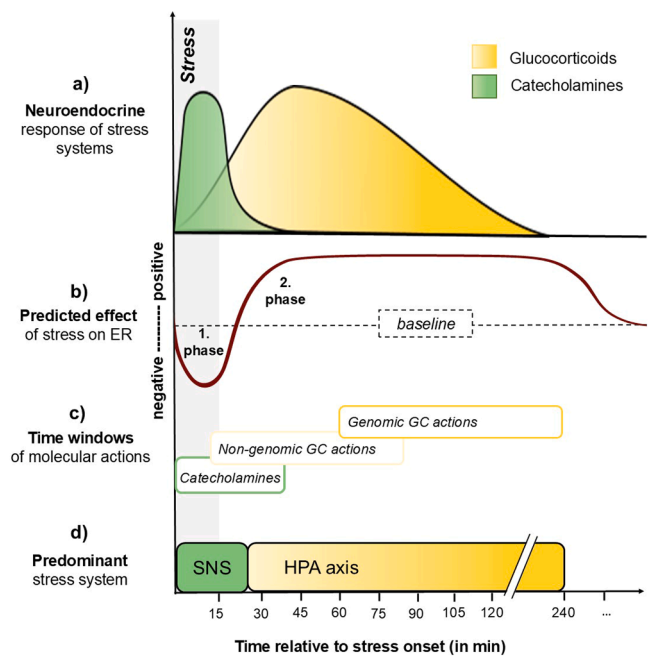 Stress
Glucocorticoids
Catecholamines
a)
Neuroendocrine
response of stress
systems
negative --------- positive
b)
Predicted effect
of stress on ER
1.
phase
2.
phase
baseline
c)
Time windows
of molecular actions
Genomic GC actions
Non-genomic GC actions
Catecholamines
d)
Predominant
stress system
SNS
HPA axis
15 30 45 60 90 105 120 240 ...
Time relative to stress onset (in min)